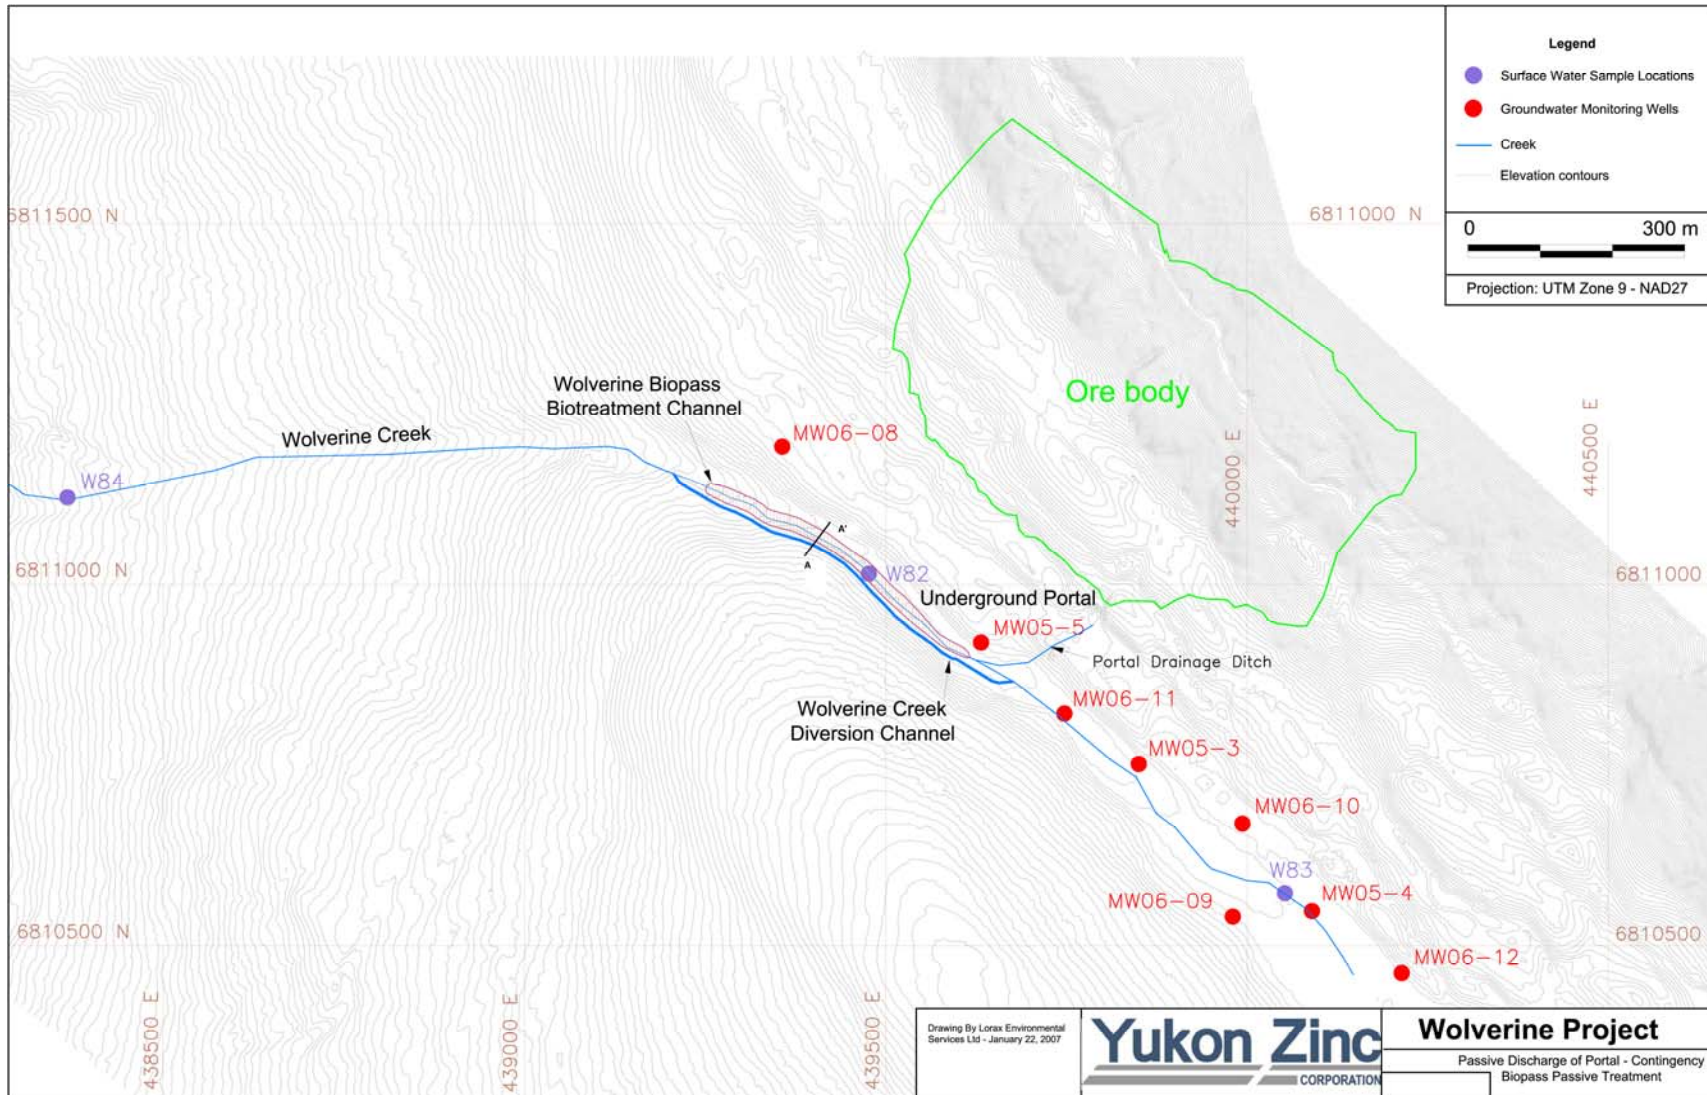 Legend
Surface Water Sample Locations
Groundwater Monitoring Wells
Creek
Elevation contours
0 300 m
Projection: UTM Zone 9 - NAD27
6811500 N
6811000 N
Ore body
Wolverine Biopass
Biotreatment Channel
Wolverine Creek
MW06-08
W84
440000 E
440500 E
A'
A
W82
6811000 N
6811000
Underground Portal
MW05-5
Portal Drainage Ditch
MW06-11
Wolverine Creek
Diversion Channel
MW05-3
MW06-10
W83
MW05-4
MW06-09
6810500 N
6810500
MW06-12
438500 E
439000 E
439500 E
Drawing By Lorax Environmental
Services Ltd - January 22, 2007
Yukon Zinc
CORPORATION
Wolverine Project
Passive Discharge of Portal - Contingency
Biopass Passive Treatment